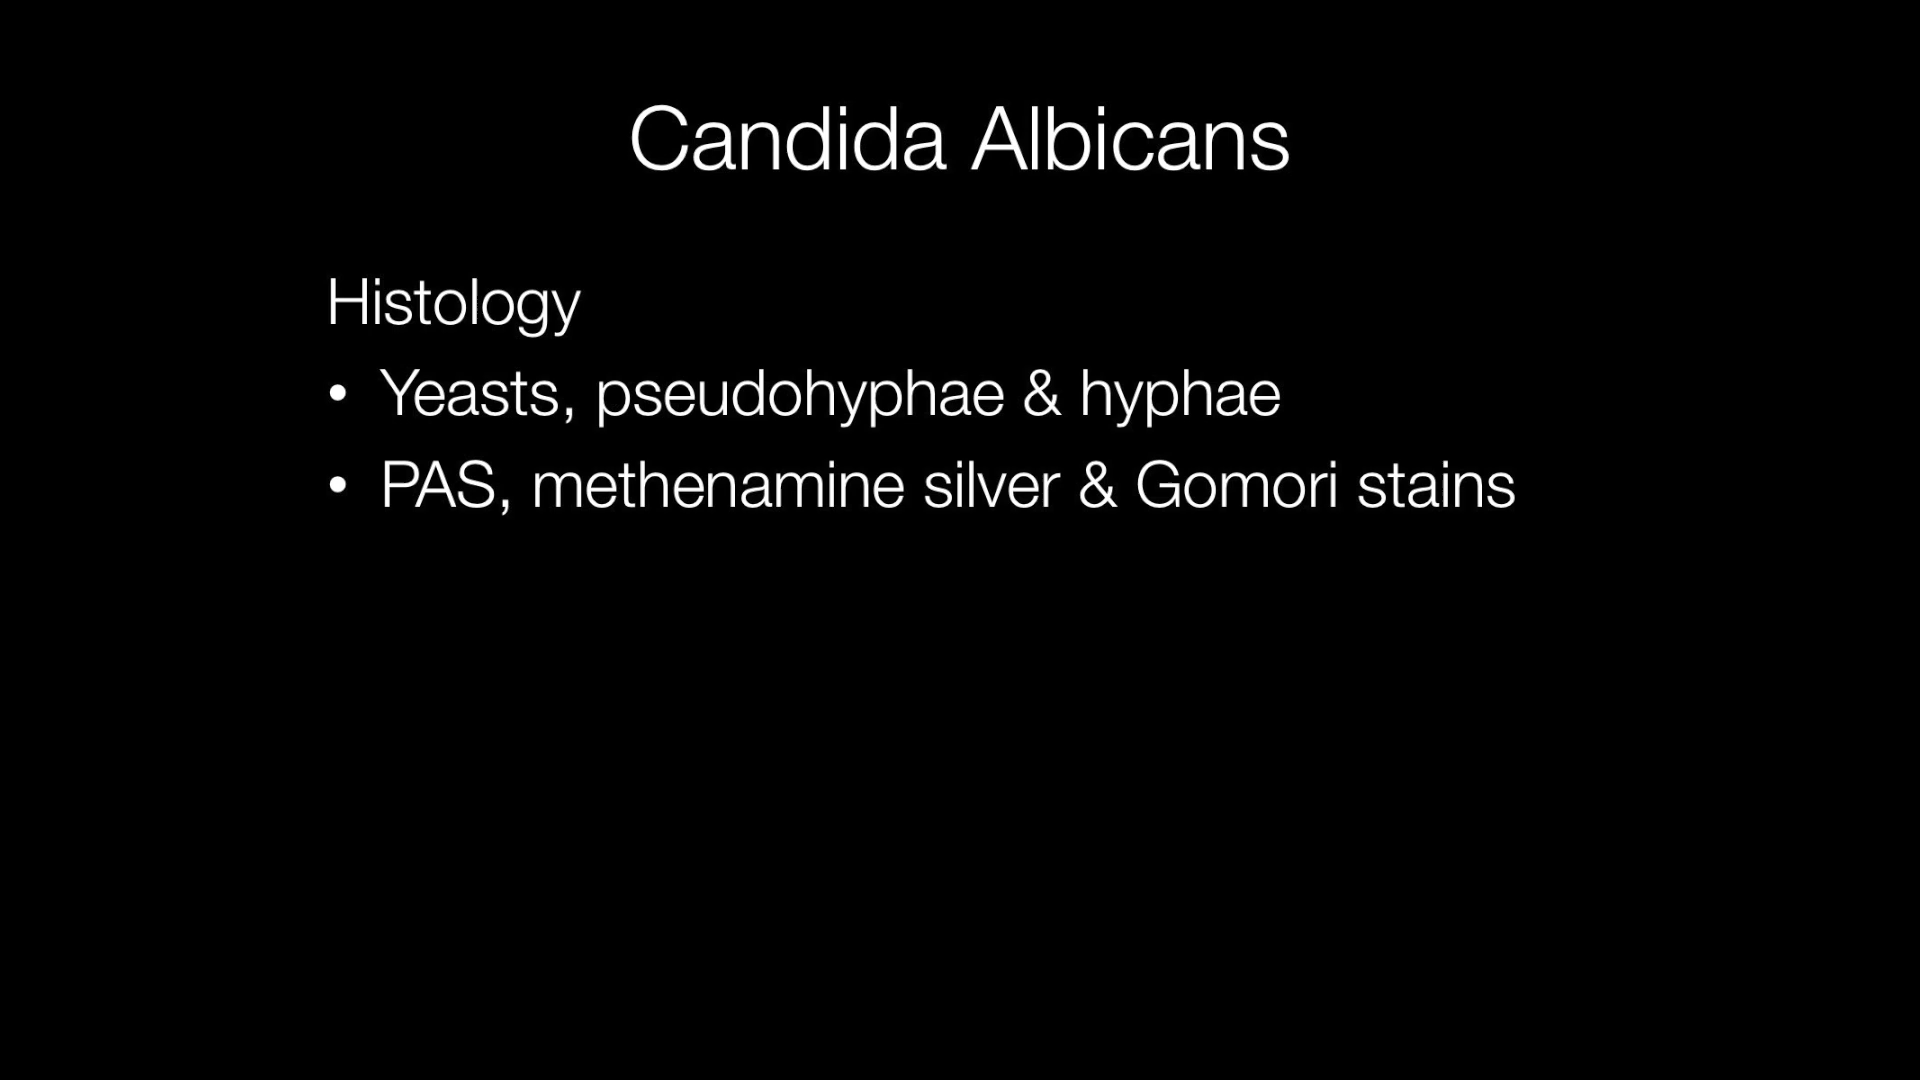 Candida Albicans
Histology
• Yeasts, pseudohyphae & hyphae
• PAS, methenamine silver & Gomori stains